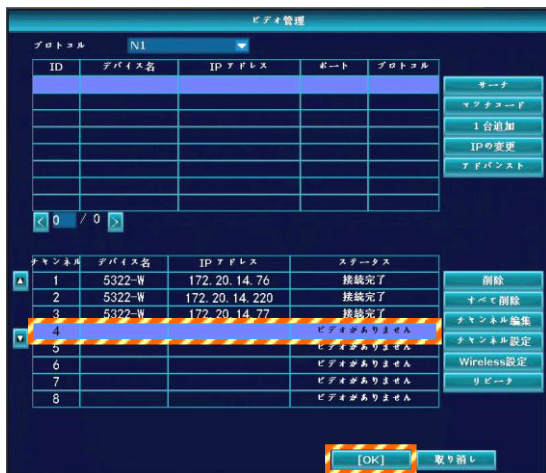 ビデオ管理
プロトコル N1
ID デバイス名 IPアドレス ポート プロトコル
サーチ
マッチコード
1台追加
IPの変更
アドバンスト
< 0 / 0 >
チャンネル デバイス名 IPアドレス ステータス
1 5322-W 172.20.14.76 接続完了
2 5322-W 172.20.14.220 接続完了
3 5322-W 172.20.14.77 接続完了
4 ビデオがありません
5 ビデオがありません
6 ビデオがありません
7 ビデオがありません
8 ビデオがありません
削除
すべて削除
チャンネル編集
チャンネル設定
Wireless設定
リピータ
[OK] 取り消し